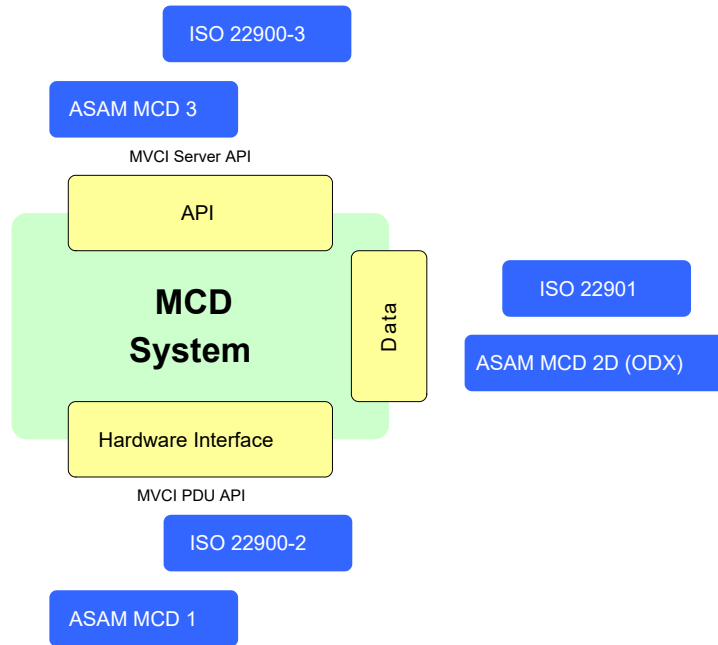 ISO 22900-3
ASAM MCD 3
MVCI Server API
API
MCD
System
Data
ISO 22901
ASAM MCD 2D (ODX)
Hardware Interface
MVCI PDU API
ISO 22900-2
ASAM MCD 1